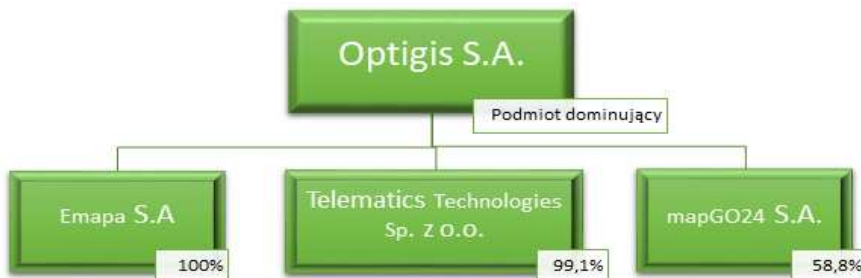 Optigis S.A.
Podmiot dominujący
Emapa S.A
100%
Telematics Technologies
Sp. z o.o.
99,1%
mapGO24 S.A.
58,8%